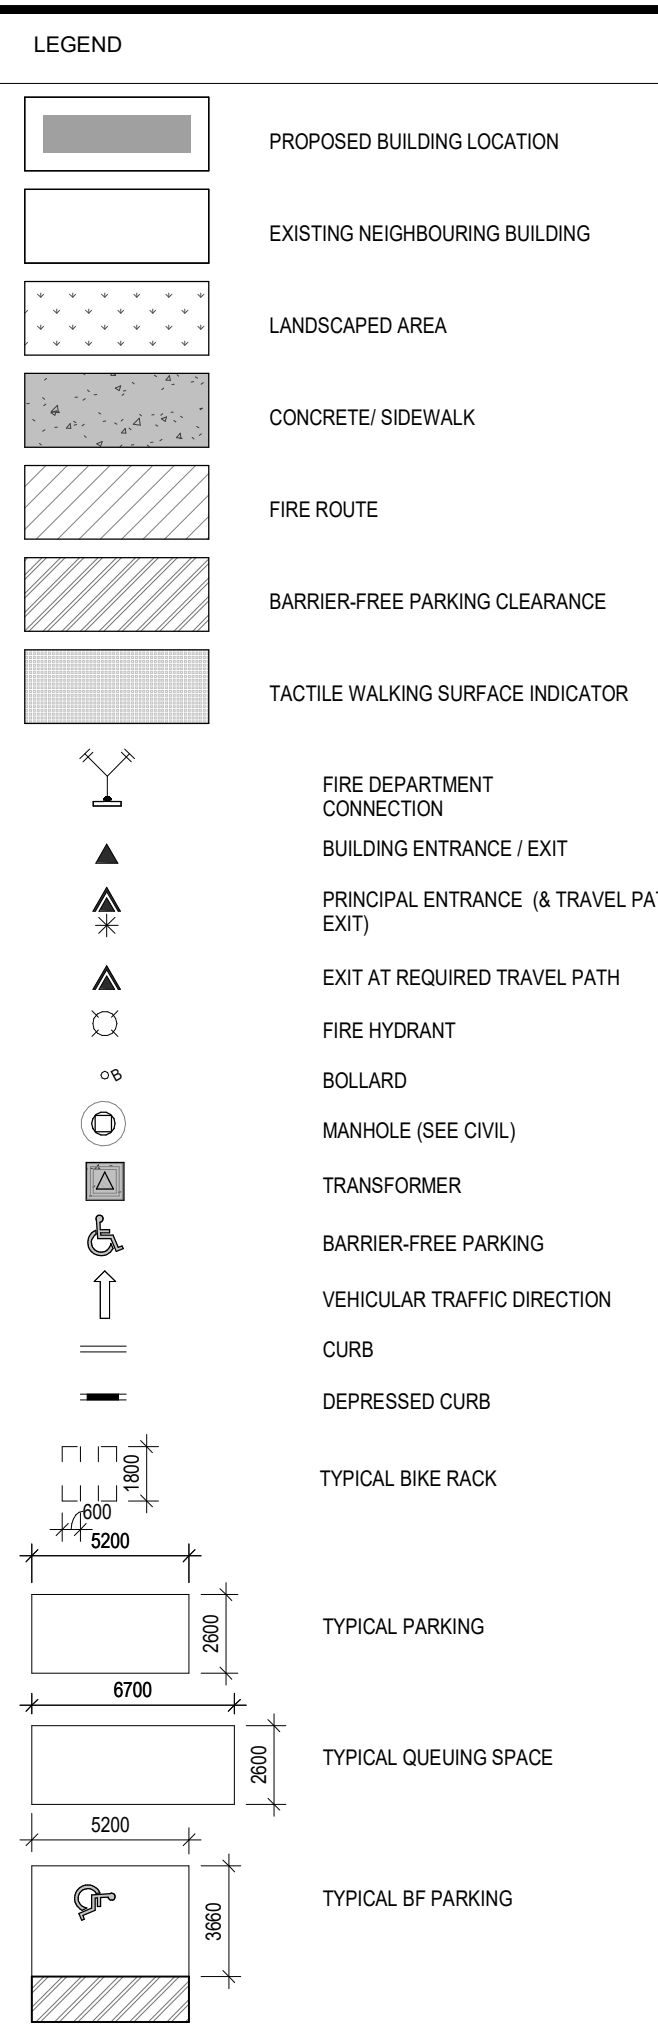 LEGEND
PROPOSED BUILDING LOCATION
EXISTING NEIGHBOURING BUILDING
LANDSCAPED AREA
CONCRETE/ SIDEWALK
FIRE ROUTE
BARRIER-FREE PARKING CLEARANCE
TACTILE WALKING SURFACE INDICATOR
FIRE DEPARTMENT
CONNECTION
BUILDING ENTRANCE / EXIT
PRINCIPAL ENTRANCE (& TRAVEL PAT
EXIT)
EXIT AT REQUIRED TRAVEL PATH
FIRE HYDRANT
B
BOLLARD
MANHOLE (SEE CIVIL)
TRANSFORMER
BARRIER-FREE PARKING
VEHICULAR TRAFFIC DIRECTION
CURB
DEPRESSED CURB
1800
TYPICAL BIKE RACK
600
5200
2600
TYPICAL PARKING
6700
2600
TYPICAL QUEUING SPACE
5200
3660
TYPICAL BF PARKING